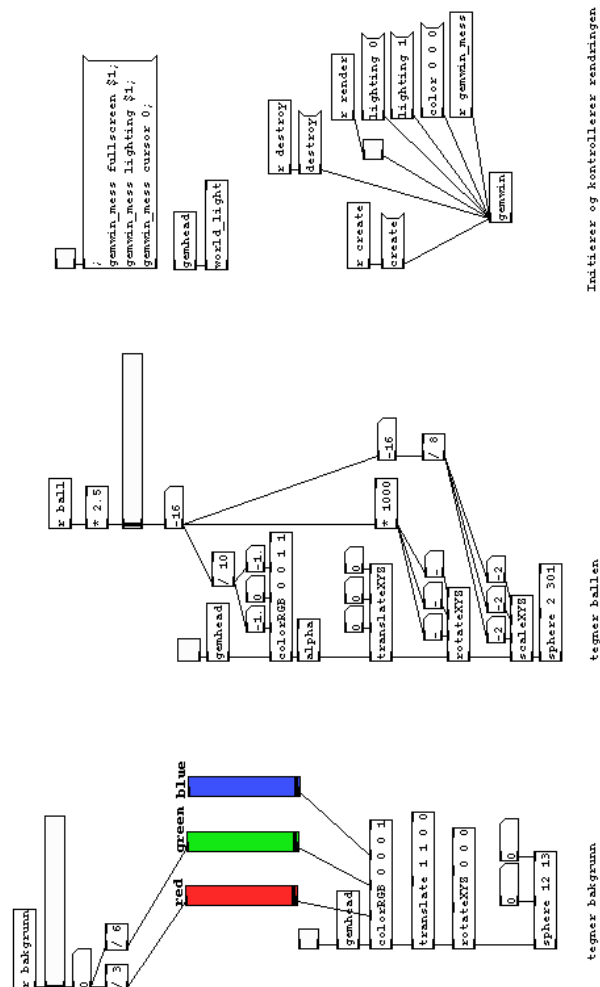 r bakgrunn
0
/ 3
/ 6
red
green
blue
gemhead
colorRGB 0 0 0 1
translate 1 1 0 0
rotateXYZ 0 0 0
0
0
sphere 12 13
tegner bakgrunn
r ball
* 2.5
-16
/ 10
gemhead
-1.
0
-1.
colorRGB 0 0 1 1
alpha
0
0
0
translateXYZ
* 1000
-
-
-
rotateXYZ
-16
/ 8
-2
-2
-2
scaleXYZ
sphere 2 301
tegner ballen
;
gemwin_mess fullscreen $1;
gemwin_mess lighting $1;
gemwin_mess cursor 0;
gemhead
world_light
r create
create
r destroy
destroy
r render
lighting 0
lighting 1
color 0 0 0
r gemwin_mess
gemwin
Initierer og kontrollerer rendringen